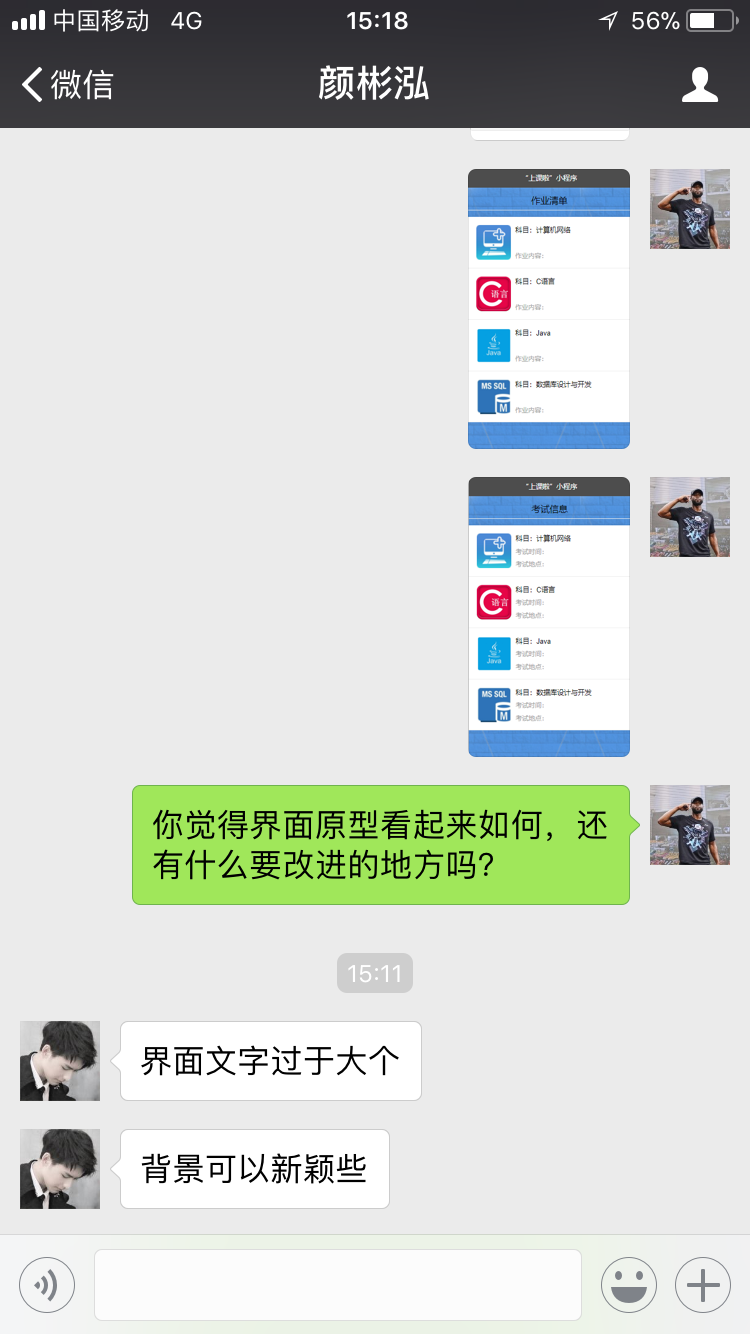 中国移动 4G 15:18 56%
微信 颜彬泓
“上课啦”小程序
作业清单
科目：计算机网络
作业内容：
科目：C语言
C语言
作业内容：
科目：Java
Java
作业内容：
科目：数据库设计与开发
MS SQL
M
作业内容：
“上课啦”小程序
考试信息
科目：计算机网络
考试时间：
考试地点：
科目：C语言
C语言
考试时间：
考试地点：
科目：Java
Java
考试时间：
考试地点：
科目：数据库设计与开发
MS SQL
M
考试时间：
考试地点：
你觉得界面原型看起来如何，还
有什么要改进的地方吗？
15:11
界面文字过于大个
背景可以新颖些